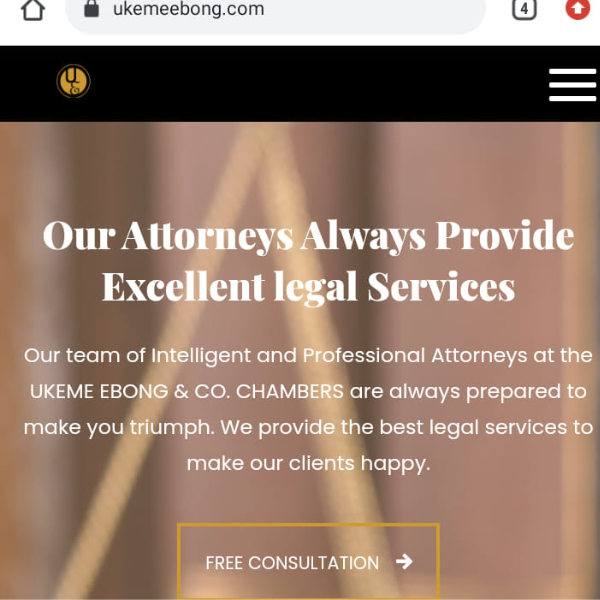 ukemeebong.com
4
Our Attorneys Always Provide
Excellent legal Services
Our team of Intelligent and Professional Attorneys at the
UKEME EBONG & CO. CHAMBERS are always prepared to
make you triumph. We provide the best legal services to
make our clients happy.
FREE CONSULTATION